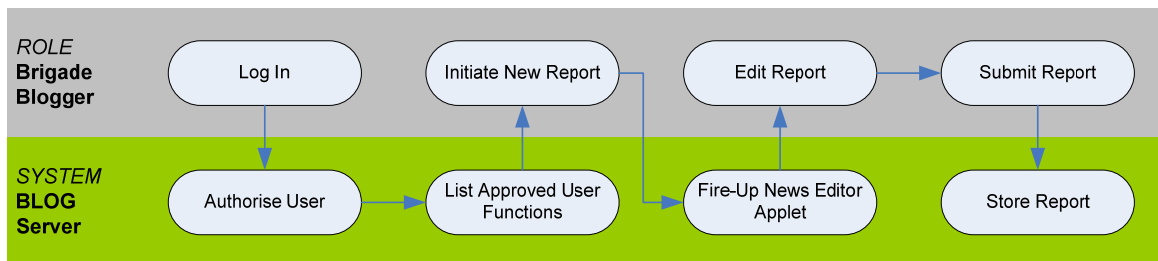 ROLE
Brigade
Blogger
Log In
Initiate New Report
Edit Report
Submit Report
SYSTEM
BLOG
Server
Authorise User
List Approved User
Functions
Fire-Up News Editor
Applet
Store Report